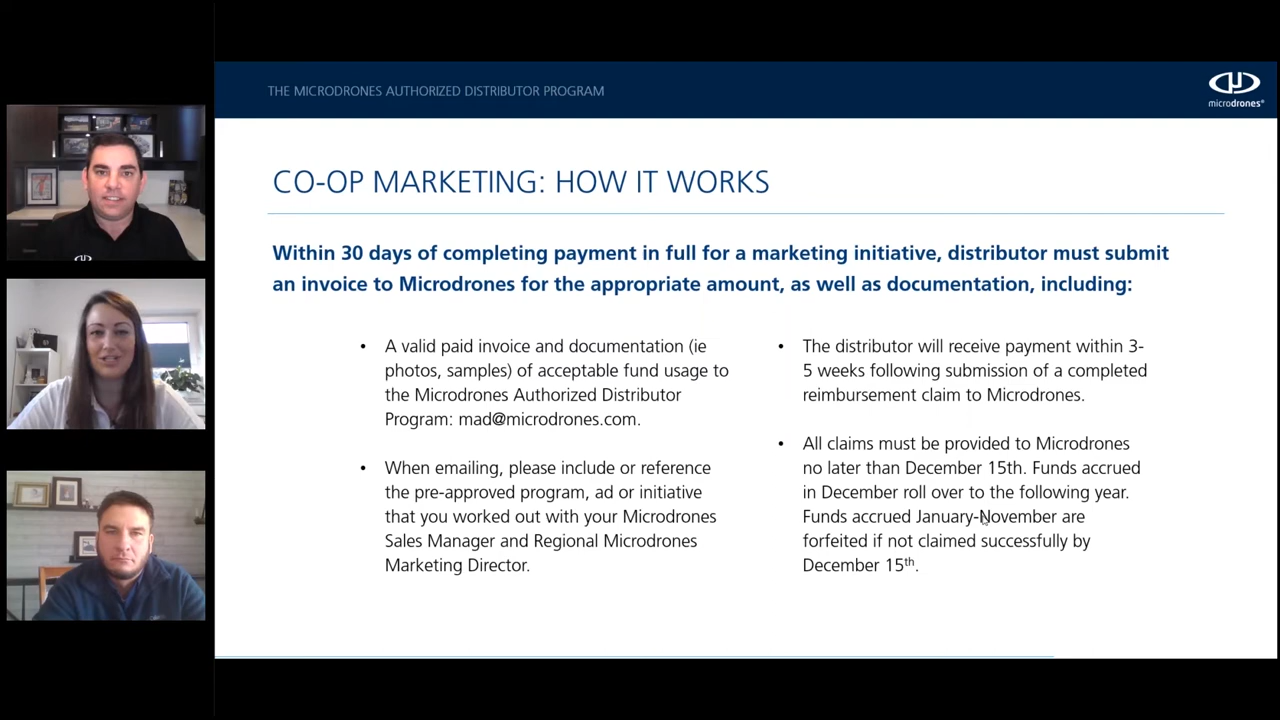 THE MICRODRONES AUTHORIZED DISTRIBUTOR PROGRAM
microdrones®
CO-OP MARKETING: HOW IT WORKS
Within 30 days of completing payment in full for a marketing initiative, distributor must submit
an invoice to Microdrones for the appropriate amount, as well as documentation, including:
• A valid paid invoice and documentation (ie
photos, samples) of acceptable fund usage to
the Microdrones Authorized Distributor
Program: mad@microdrones.com.
• When emailing, please include or reference
the pre-approved program, ad or initiative
that you worked out with your Microdrones
Sales Manager and Regional Microdrones
Marketing Director.
• The distributor will receive payment within 3-
5 weeks following submission of a completed
reimbursement claim to Microdrones.
• All claims must be provided to Microdrones
no later than December 15th. Funds accrued
in December roll over to the following year.
Funds accrued January-November are
forfeited if not claimed successfully by
December 15th.